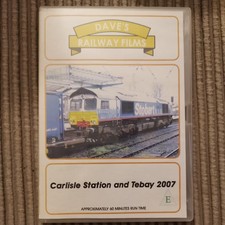 DAVE'S
RAILWAY FILMS
Carlisle Station and Tebay 2007
E
APPROXIMATELY 60 MINUTES RUN TIME